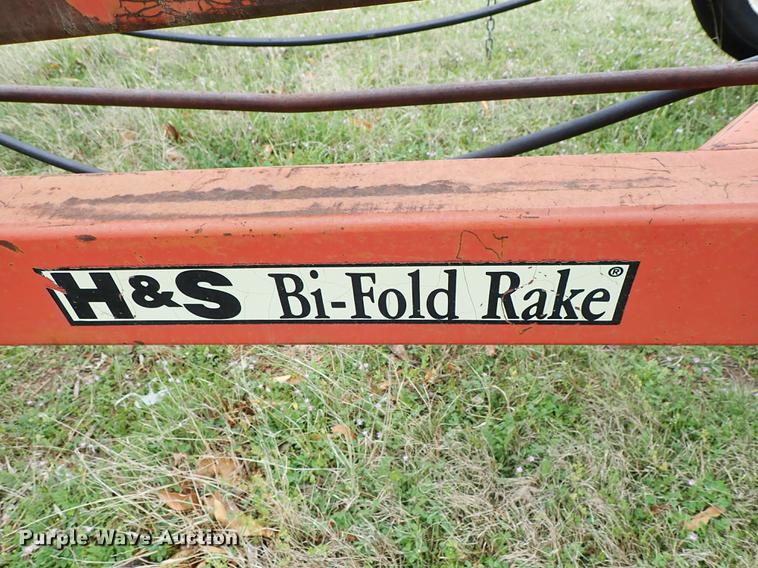 H&S Bi-Fold Rake®
Purple Wave Auction®